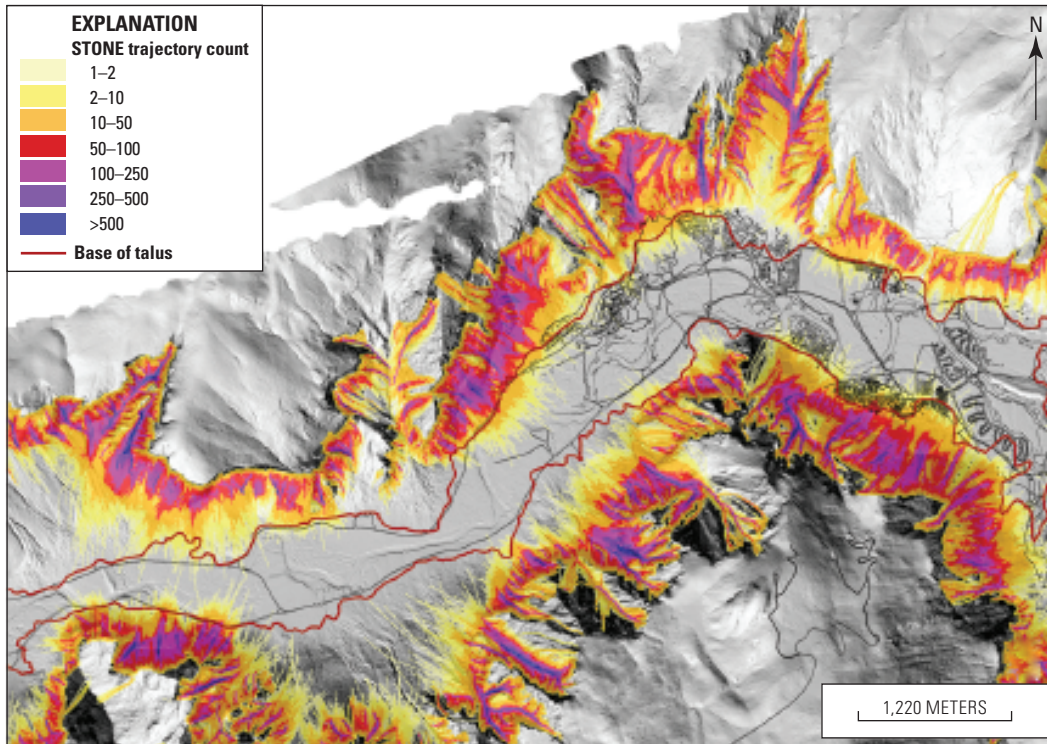 EXPLANATION
STONE trajectory count
1–2
2–10
10–50
50–100
100–250
250–500
>500
Base of talus
N
1,220 METERS